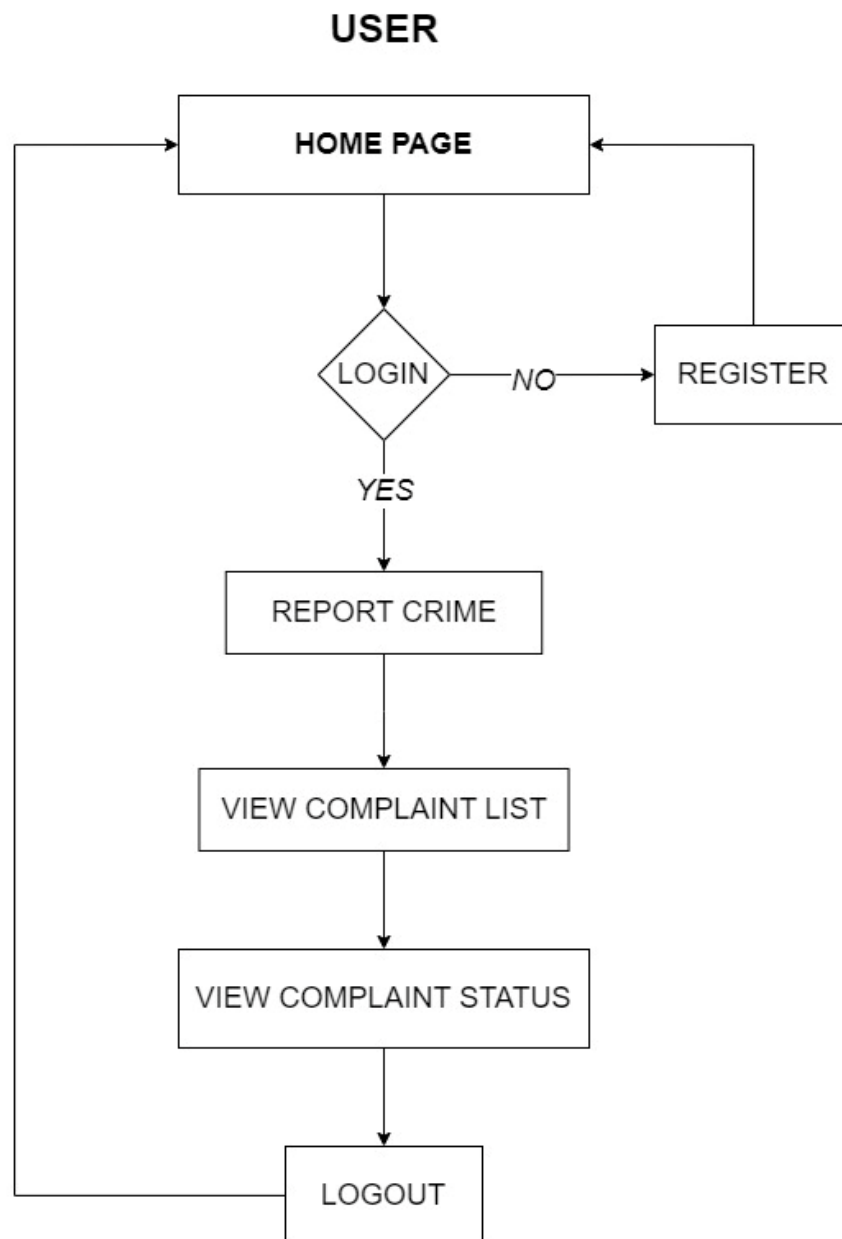 USER
HOME PAGE
LOGIN
NO
REGISTER
YES
REPORT CRIME
VIEW COMPLAINT LIST
VIEW COMPLAINT STATUS
LOGOUT